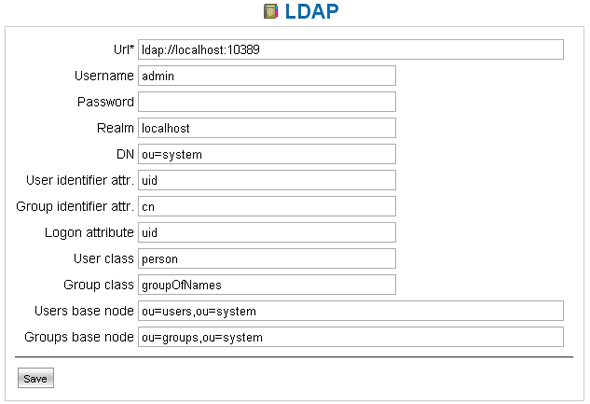 LDAP
Url* ldap://localhost:10389
Username admin
Password
Realm localhost
DN ou=system
User identifier attr. uid
Group identifier attr. cn
Logon attribute uid
User class person
Group class groupOfNames
Users base node ou=users,ou=system
Groups base node ou=groups,ou=system
Save